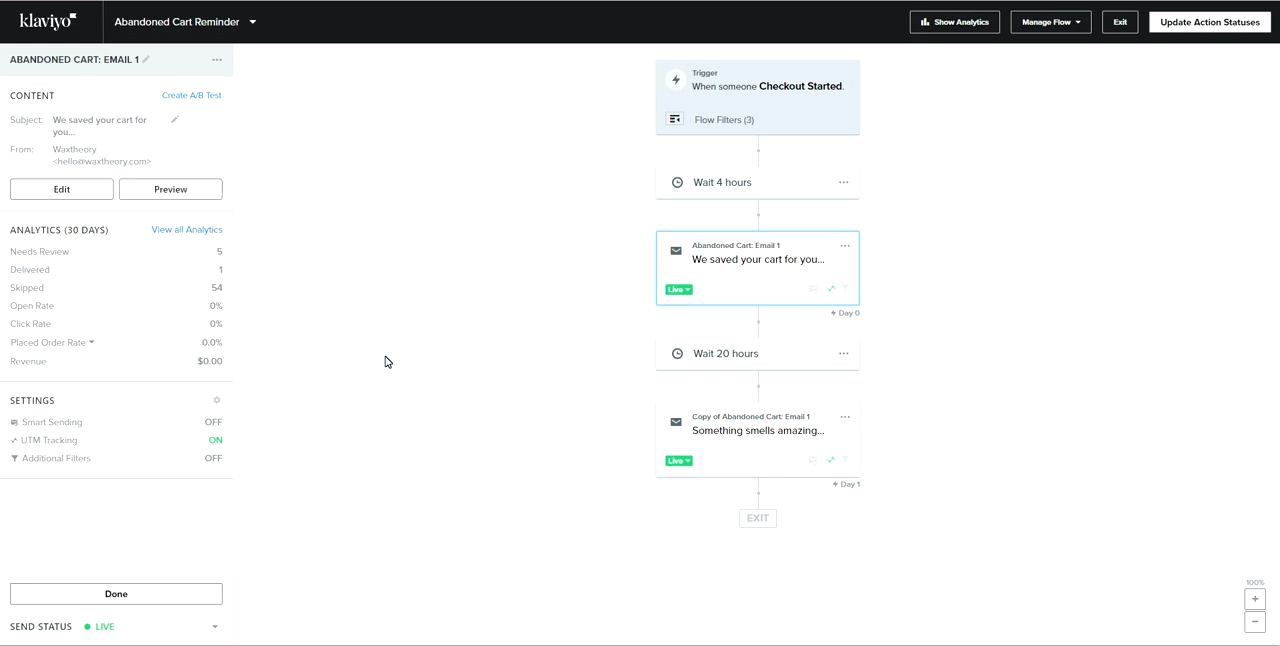 klaviyo
Abandoned Cart Reminder
Show Analytics
Manage Flow
Exit
Update Action Statuses
ABANDONED CART: EMAIL 1
CONTENT
Create A/B Test
Subject: We saved your cart for
you...
From: Waxtheory
<hello@waxtheory.com>
Edit
Preview
ANALYTICS (30 DAYS)
View all Analytics
Needs Review 5
Delivered 1
Skipped 54
Open Rate 0%
Click Rate 0%
Placed Order Rate 0.0%
Revenue $0.00
SETTINGS
Smart Sending OFF
UTM Tracking ON
Additional Filters OFF
Done
SEND STATUS LIVE
Trigger
When someone Checkout Started.
Flow Filters (3)
Wait 4 hours
Abandoned Cart: Email 1
We saved your cart for you...
Live
Day 0
Wait 20 hours
Copy of Abandoned Cart: Email 1
Something smells amazing...
Live
Day 1
EXIT
100%
+
−